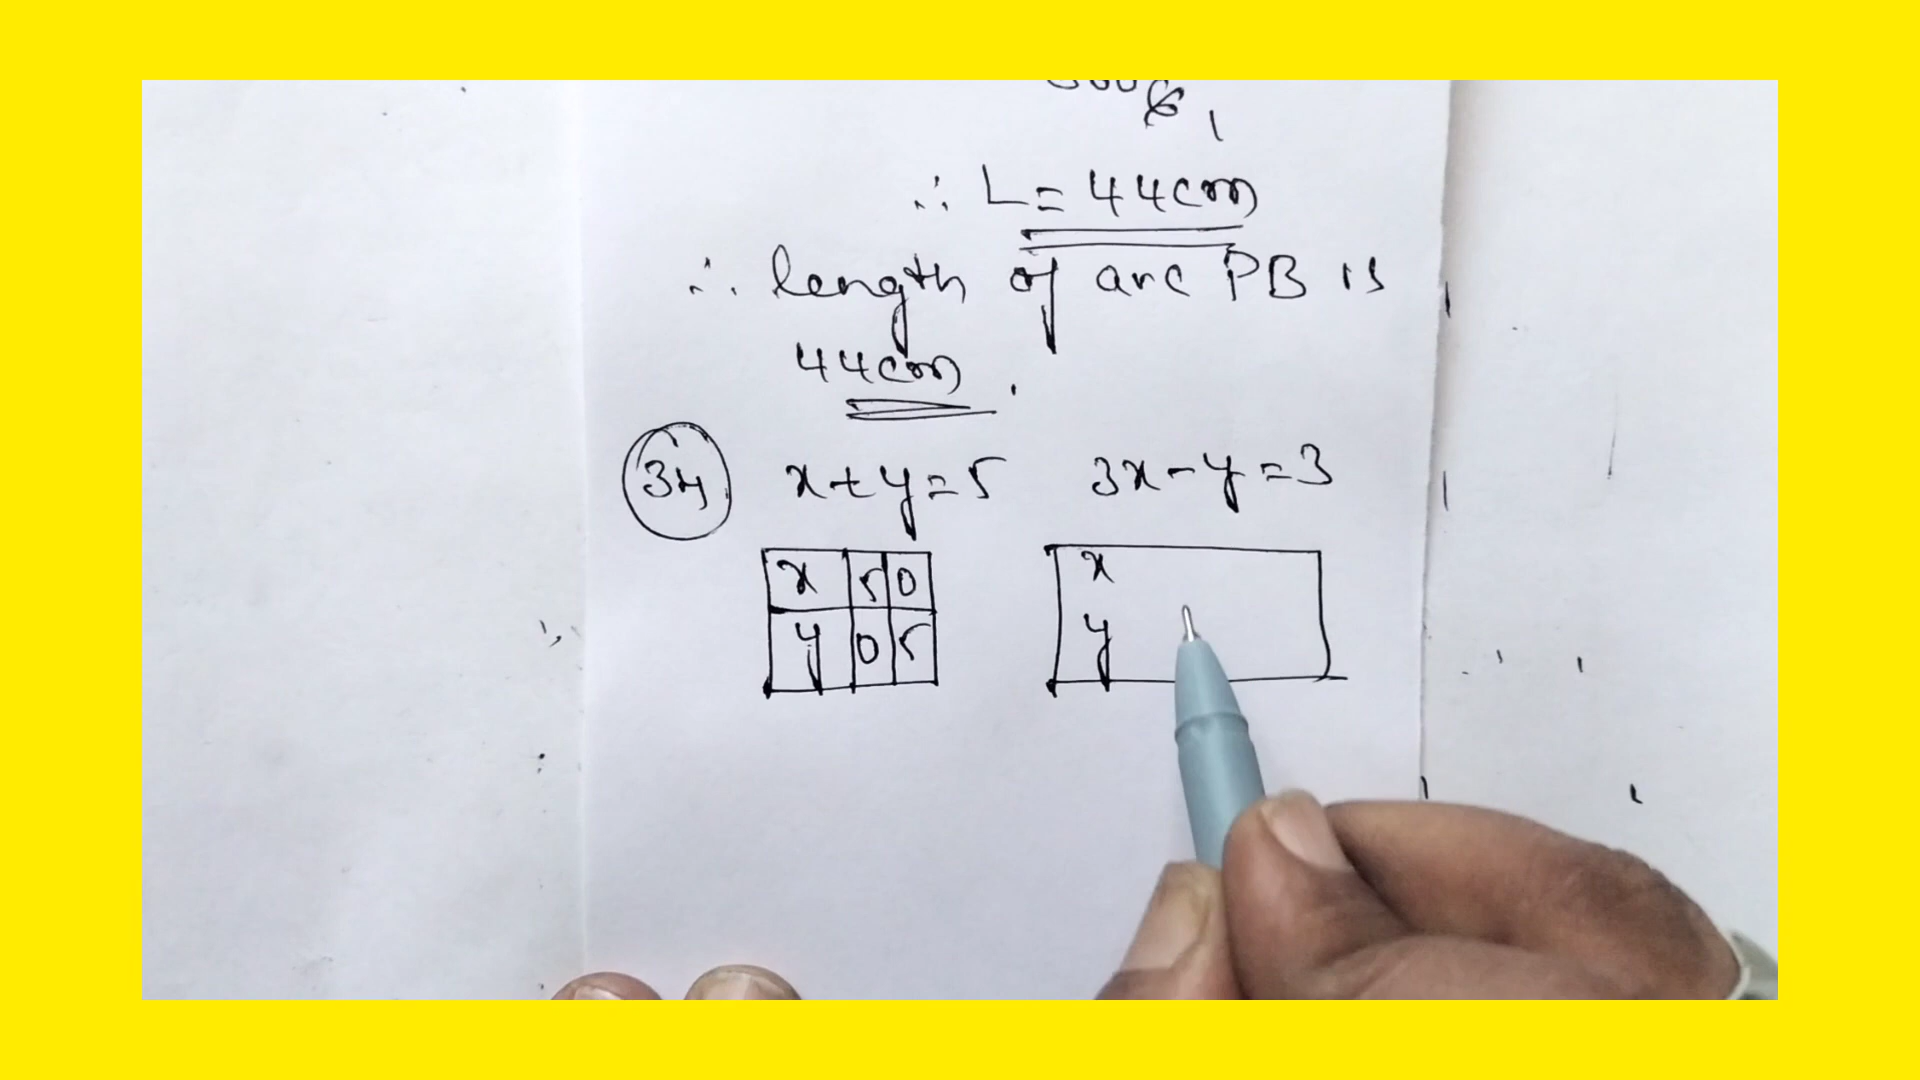 ∴ L = 44cm
∴ length of arc PB is
44cm.
34 x+y=5 3x-y=3
x 5 0 x
y 0 5 y